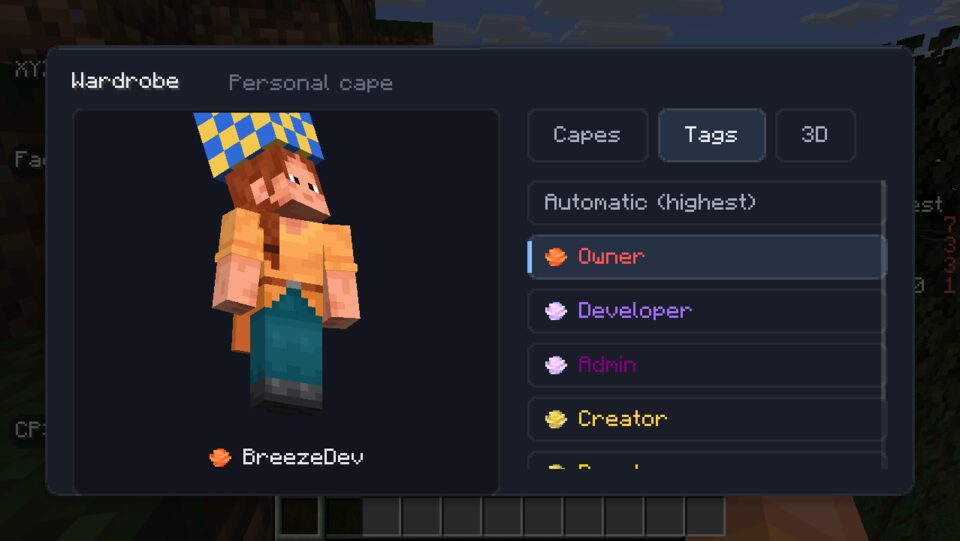 Wardrobe
Personal cape
Capes
Tags
3D
Automatic (highest)
Owner
Developer
Admin
Creator
BreezeDev